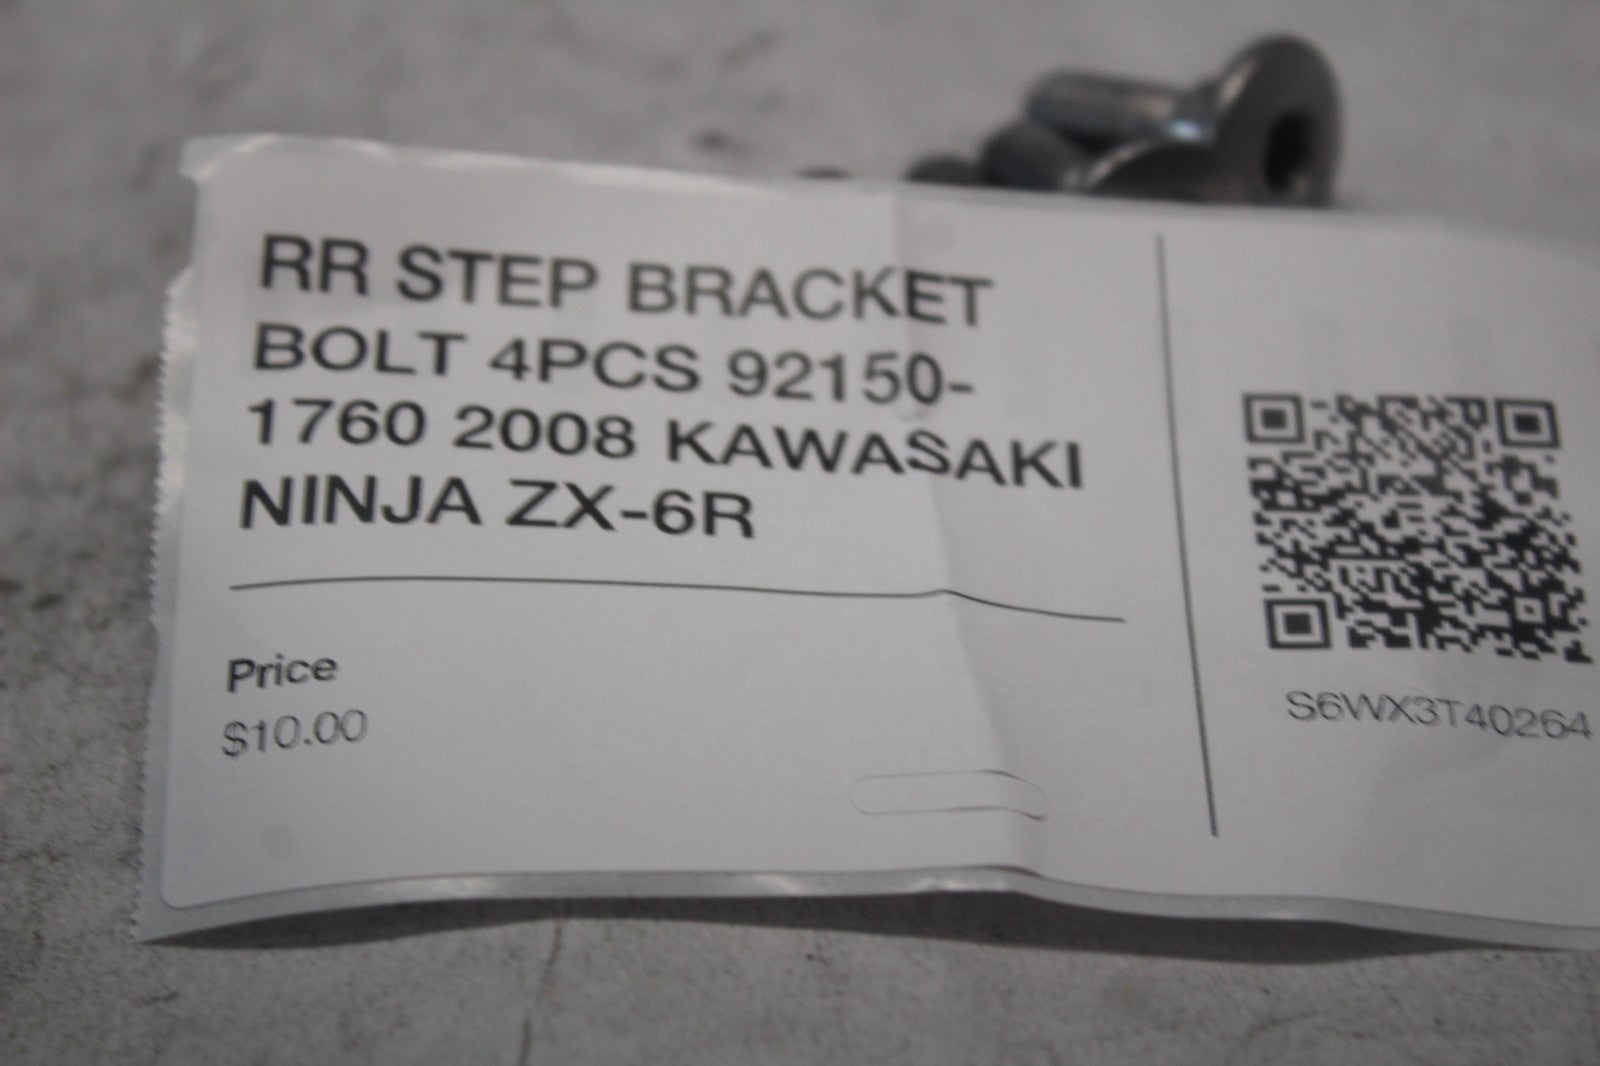 RR STEP BRACKET
BOLT 4PCS 92150-
1760 2008 KAWASAKI
NINJA ZX-6R
Price
$10.00
S6WX3T40264